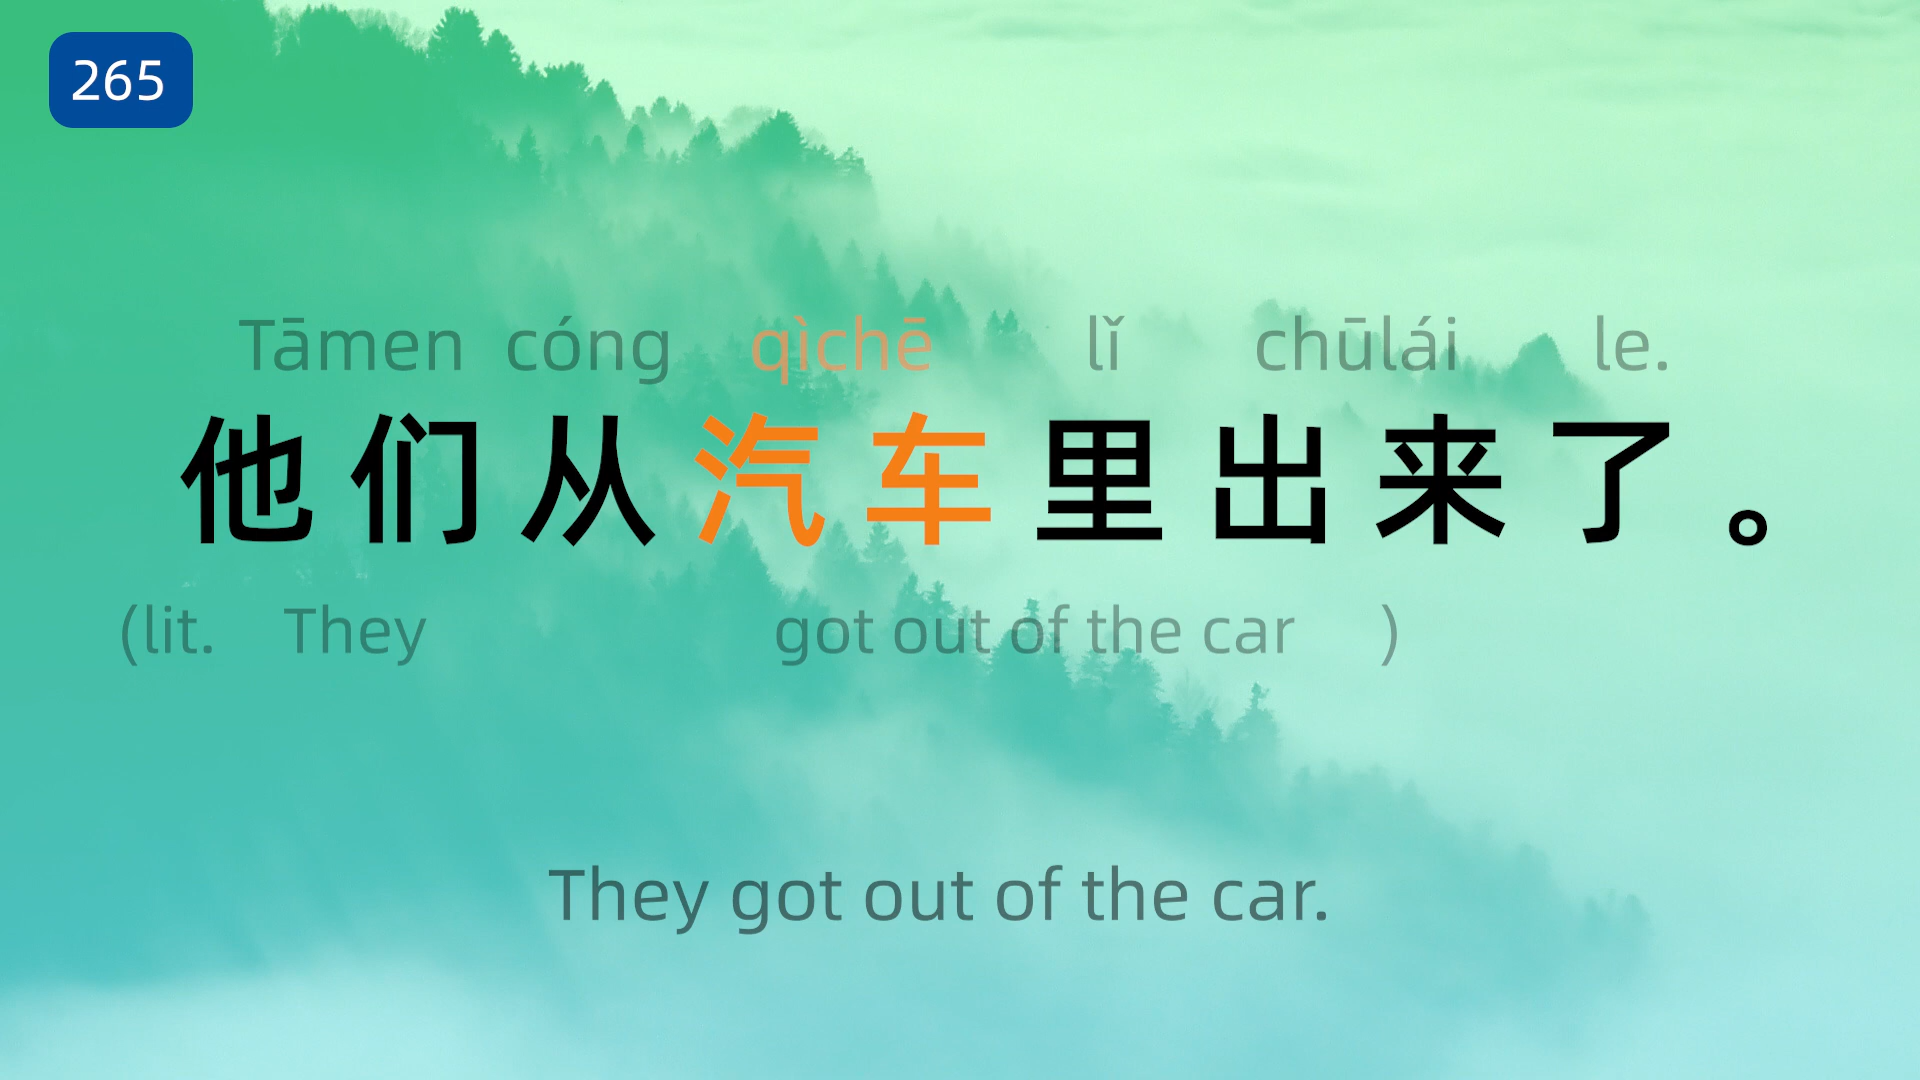 265
Tāmen cóng qìchē lǐ chūlái le.
他们从汽车里出来了。
(lit. They got out of the car )
They got out of the car.